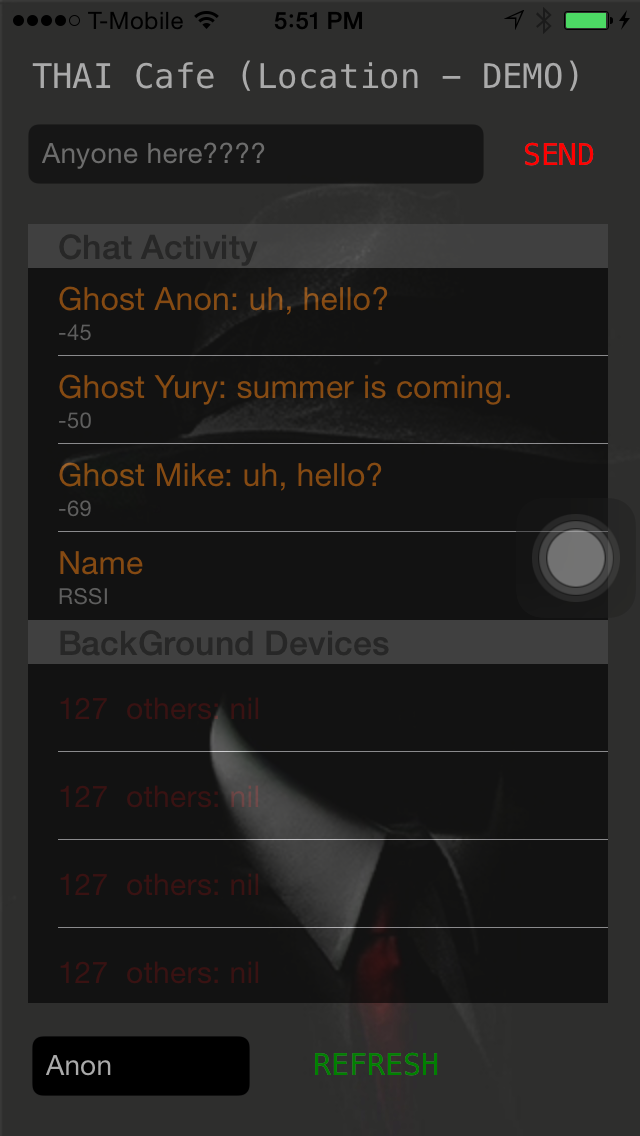 T-Mobile 5:51 PM
THAI Cafe (Location – DEMO)
Anyone here????
SEND
Chat Activity
Ghost Anon: uh, hello?
-45
Ghost Yury: summer is coming.
-50
Ghost Mike: uh, hello?
-69
Name
RSSI
BackGround Devices
127 others: nil
127 others: nil
127 others: nil
127 others: nil
Anon
REFRESH